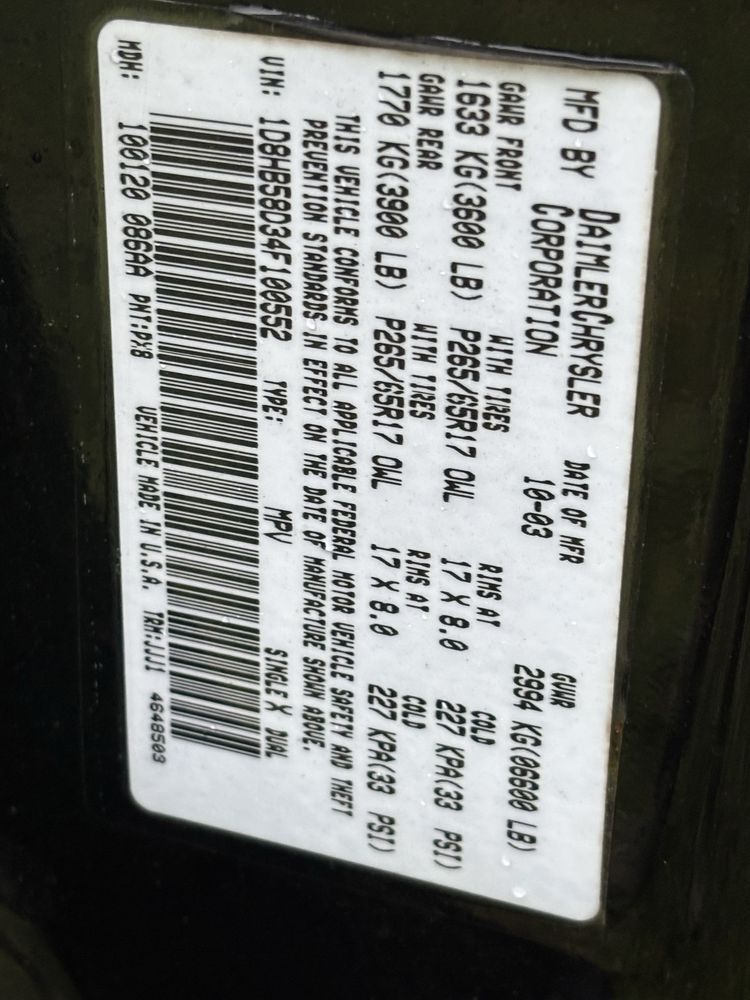 MFD BY DAIMLERCHRYSLER CORPORATION
DATE OF MFR 10-03
GVWR 2994 KG(06600 LB)
GAWR FRONT WITH TIRES RIMS AT COLD
1633 KG(3600 LB) P265/65R17 OWL 17 X 8.0 227 KPA(33 PSI)
GAWR REAR WITH TIRES RIMS AT COLD
1770 KG(3900 LB) P265/65R17 OWL 17 X 8.0 227 KPA(33 PSI)
THIS VEHICLE CONFORMS TO ALL APPLICABLE FEDERAL MOTOR VEHICLE SAFETY AND THEFT
PREVENTION STANDARDS IN EFFECT ON THE DATE OF MANUFACTURE SHOWN ABOVE.
VIN: 1D8HB58D34F100552 TYPE: MPV SINGLE X DUAL
MDH: 100120 086AA PNT:PXB VEHICLE MADE IN U.S.A. TRM:JJJ1 4648503